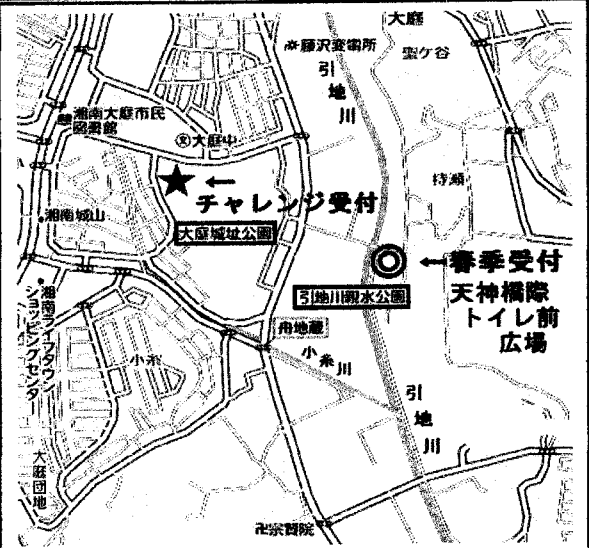 大庭
藤沢変電所
聖ケ谷
引地川
湘南大庭市民
図書館
大庭中
← チャレンジ受付
大庭城址公園
湘南城山
持瀬
←春季受付
天神橋際
トイレ前
広場
引地川親水公園
舟地蔵
小糸川
湘南ライフタウン
ショッピングセンター
小糸
引地川
大庭団地
卍宗賢院